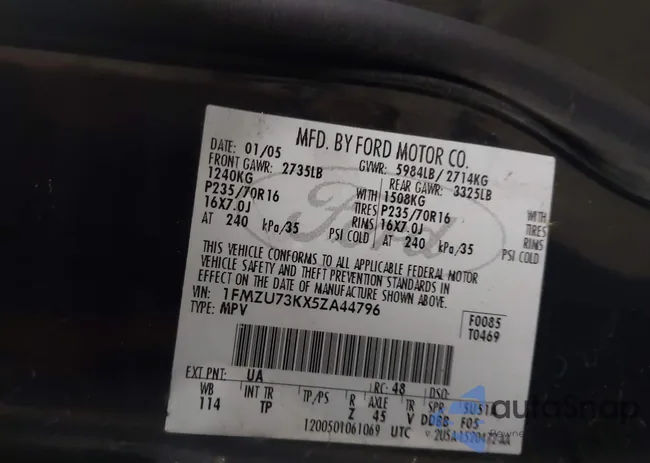 MFD. BY FORD MOTOR CO.
DATE: 01/05 GVWR: 5984LB/2714KG
FRONT GAWR: 2735LB REAR GAWR: 3325LB
1240KG WITH 1508KG WITH
P235/70R16 TIRES P235/70R16 TIRES
16X7.0J RIMS 16X7.0J RIMS
AT 240 kPa/35 PSI COLD AT 240 kPa/35 PSI COLD
Ford
THIS VEHICLE CONFORMS TO ALL APPLICABLE FEDERAL MOTOR
VEHICLE SAFETY AND THEFT PREVENTION STANDARDS IN
EFFECT ON THE DATE OF MANUFACTURE SHOWN ABOVE.
VIN: 1FMZU73KX5ZA44796
TYPE: MPV
F0085
T0469
EXT PNT: UA RC: 48 DSO:
WB INT TR TP/PS R AXLE TR SPR
114 TP Z 45 V DDBB F05
1200501061069 UTC
autoSnap